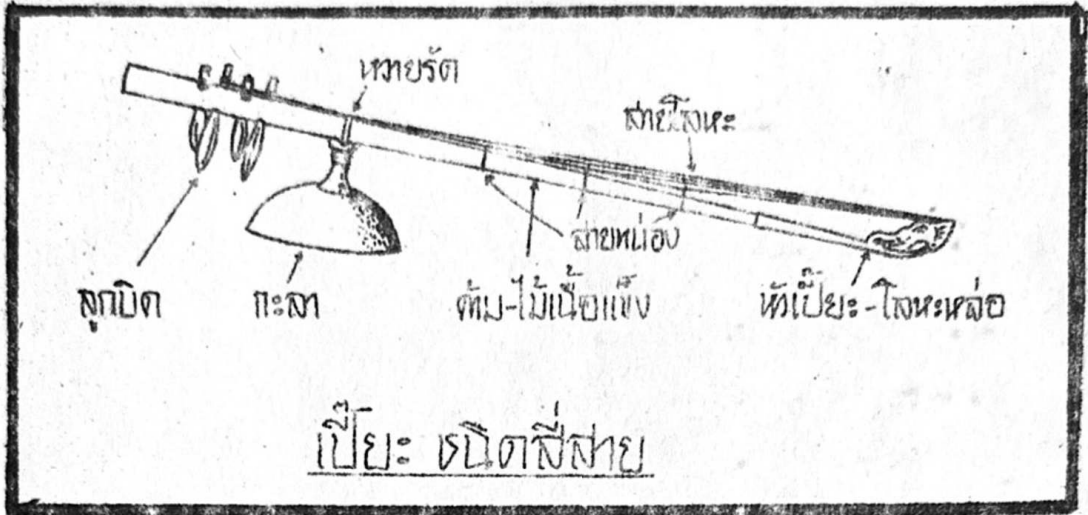 หวายรัด
สายโลหะ
สายหน่อง
ลูกบิด
กะลา
ด้าม-ไม้เนื้อแข็ง
หัวเปี๊ยะ-โลหะหล่อ
เปี๊ยะ ชนิดสี่สาย